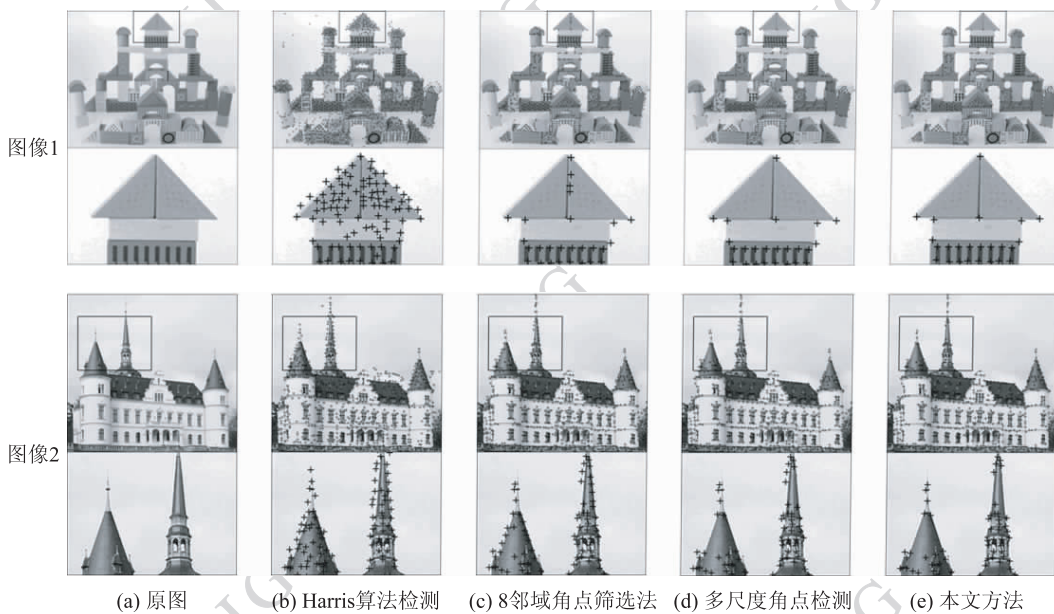 图像1
图像2
(a) 原图
(b) Harris算法检测
(c) 8邻域角点筛选法
(d) 多尺度角点检测
(e) 本文方法